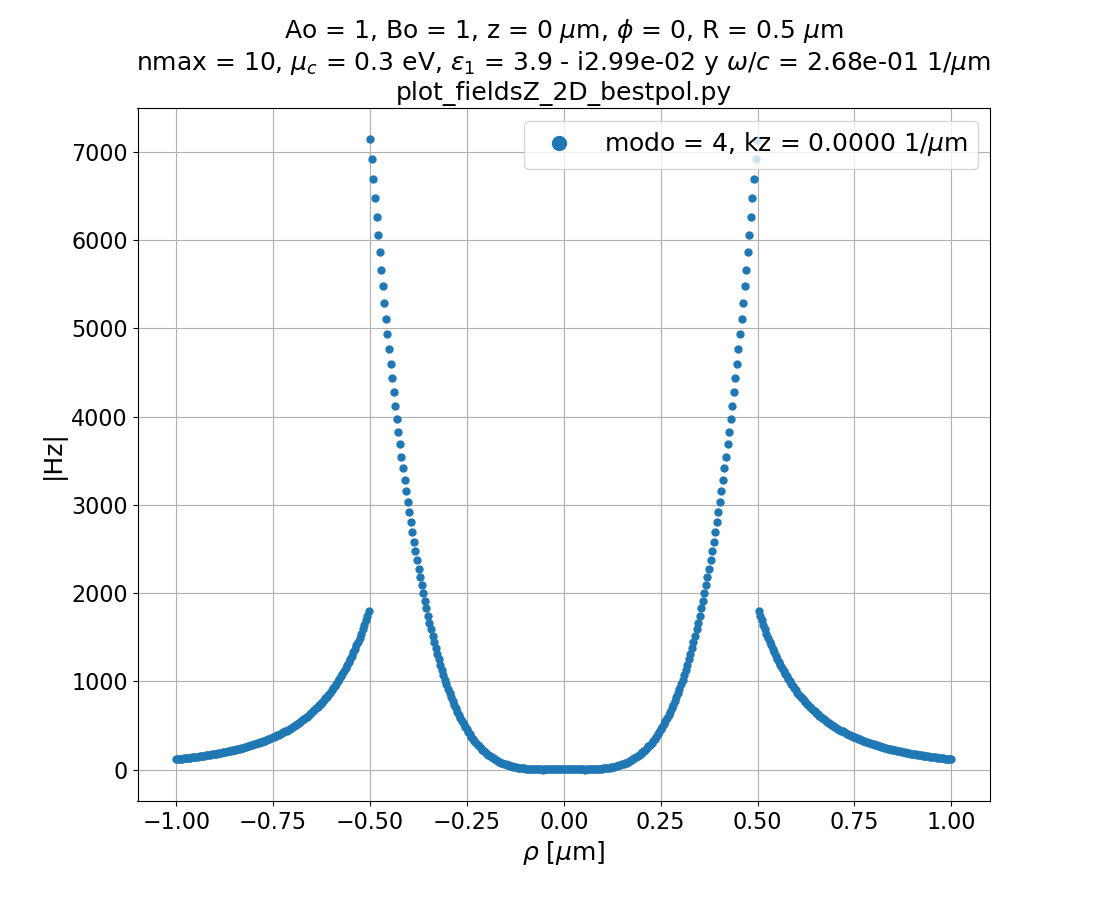 Ao = 1, Bo = 1, z = 0 μm, ϕ = 0, R = 0.5 μm
nmax = 10, μ_c = 0.3 eV, ε₁ = 3.9 - i2.99e-02 y ω/c = 2.68e-01 1/μm
plot_fieldsZ_2D_bestpol.py
modo = 4, kz = 0.0000 1/μm
7000
6000
5000
4000
3000
2000
1000
0
|Hz|
−1.00 −0.75 −0.50 −0.25 0.00 0.25 0.50 0.75 1.00
ρ [μm]